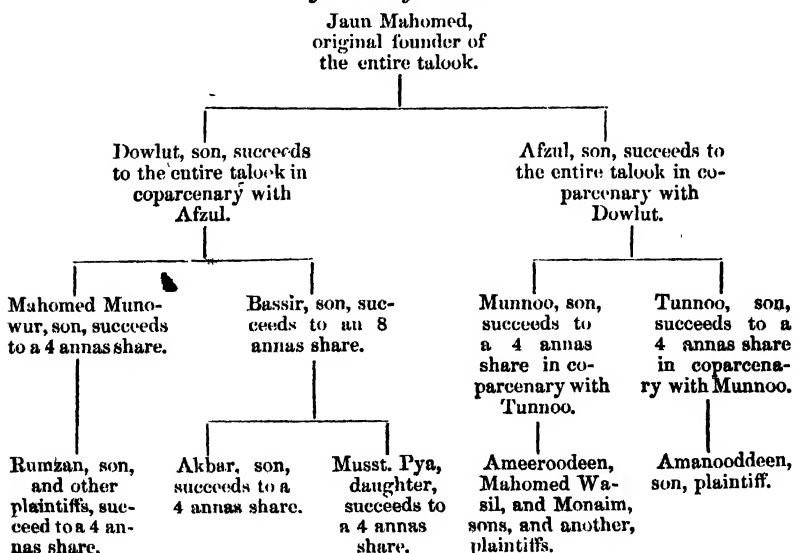 Jaun Mahomed,
original founder of
the entire talook.
Dowlut, son, succeeds
to the entire talook in
coparcenary with
Afzul.
Afzul, son, succeeds to
the entire talook in co-
parcenary with
Dowlut.
Mahomed Muno-
wur, son, succeeds
to a 4 annas share.
Bassir, son, suc-
ceeds to an 8
annas share.
Munnoo, son,
succeeds to
a 4 annas
share in co-
parcenary with
Tunnoo.
Tunnoo, son,
succeeds to a
4 annas share
in coparcena-
ry with Munnoo.
Rumzan, son,
and other
plaintiffs, suc-
ceed to a 4 an-
nas share.
Akbar, son,
succeeds to a
4 annas share.
Musst. Pya,
daughter,
succeeds to
a 4 annas
share.
Ameeroodeen,
Mahomed Wa-
sil, and Monaim,
sons, and another,
plaintiffs.
Amanooddeen,
son, plaintiff.